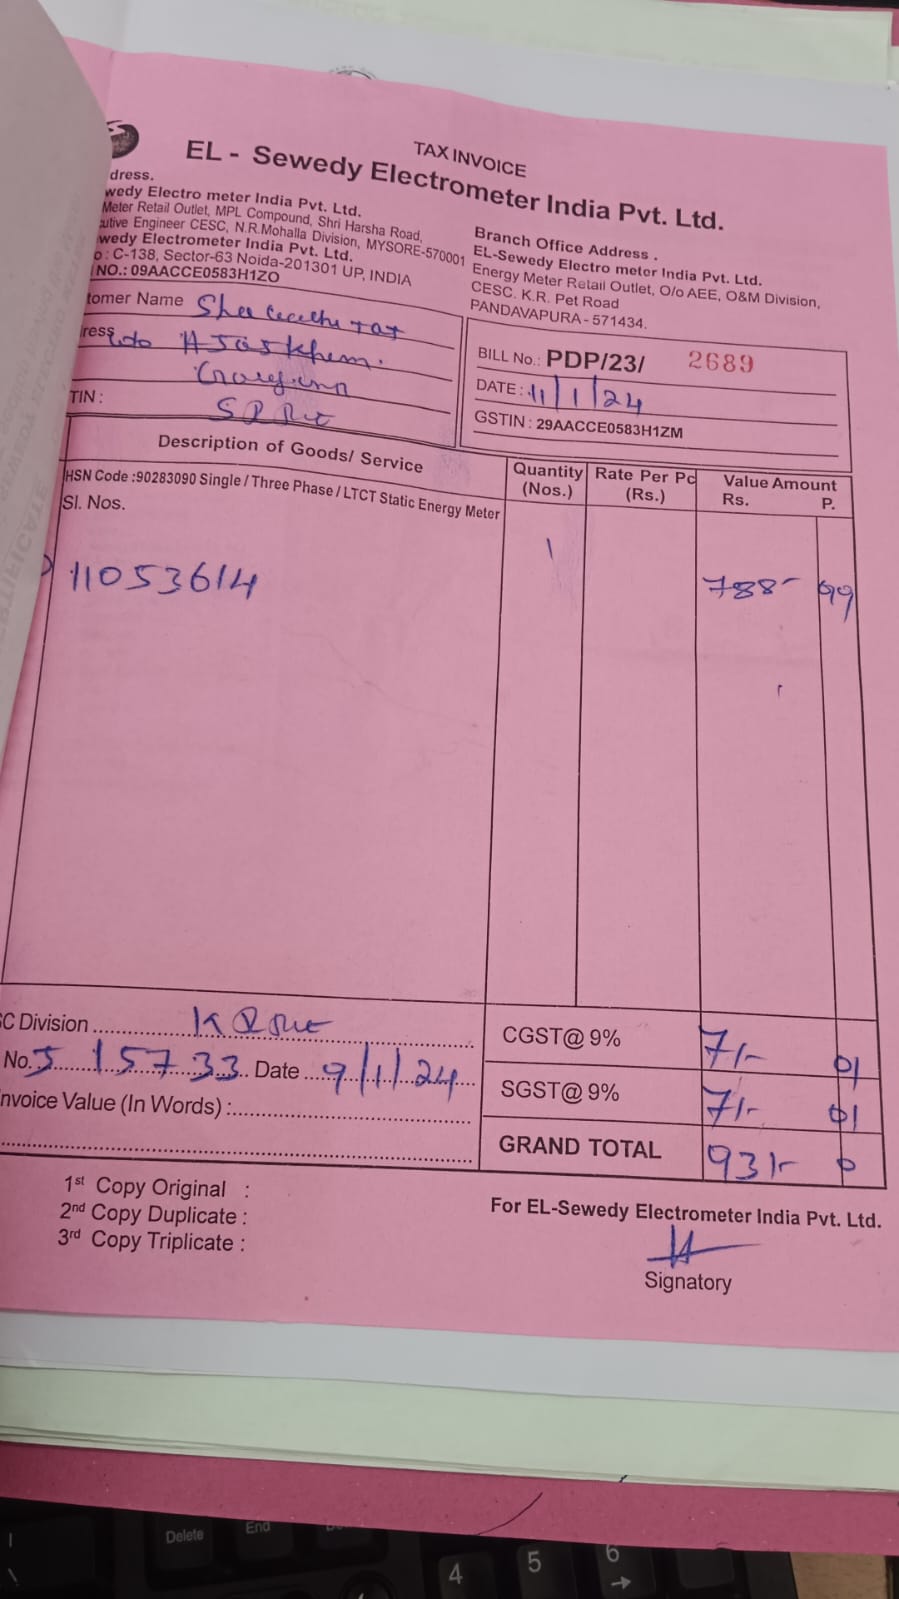 TAX INVOICE
EL - Sewedy Electrometer India Pvt. Ltd.
dress.
wedy Electro meter India Pvt. Ltd.
Meter Retail Outlet, MPL Compound, Shri Harsha Road,
utive Engineer CESC, N.R.Mohalla Division, MYSORE-570001
wedy Electrometer India Pvt. Ltd.
o : C-138, Sector-63 Noida-201301 UP, INDIA
NO.: 09AACCE0583H1ZO
Branch Office Address .
EL-Sewedy Electro meter India Pvt. Ltd.
Energy Meter Retail Outlet, O/o AEE, O&M Division,
CESC. K.R. Pet Road
PANDAVAPURA - 571434.
tomer Name
ress
TIN :
BILL No.: PDP/23/ 2689
DATE : 11/1/24
GSTIN : 29AACCE0583H1ZM
Description of Goods/ Service
Quantity (Nos.)
Rate Per Pc (Rs.)
Value Amount
Rs. P.
HSN Code :90283090 Single / Three Phase / LTCT Static Energy Meter
Sl. Nos.
11053614 1 788- 99
SC Division
No. 5 15733 Date 9/1/24
nvoice Value (In Words) :
CGST@ 9% 71- 01
SGST@ 9% 71- 01
GRAND TOTAL 931- 0
1st Copy Original :
2nd Copy Duplicate :
3rd Copy Triplicate :
For EL-Sewedy Electrometer India Pvt. Ltd.
Signatory
Delete
End
4
5
6